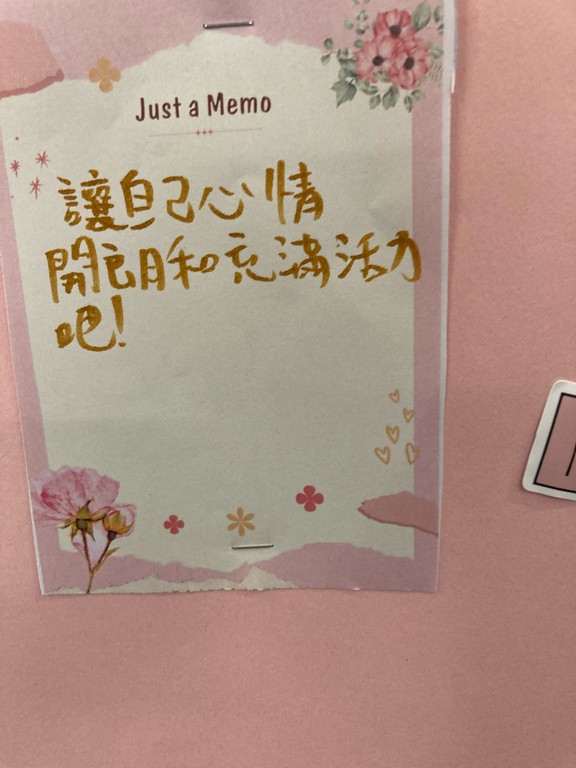 Just a Memo
讓自己心情
開朗和充滿活力
吧!